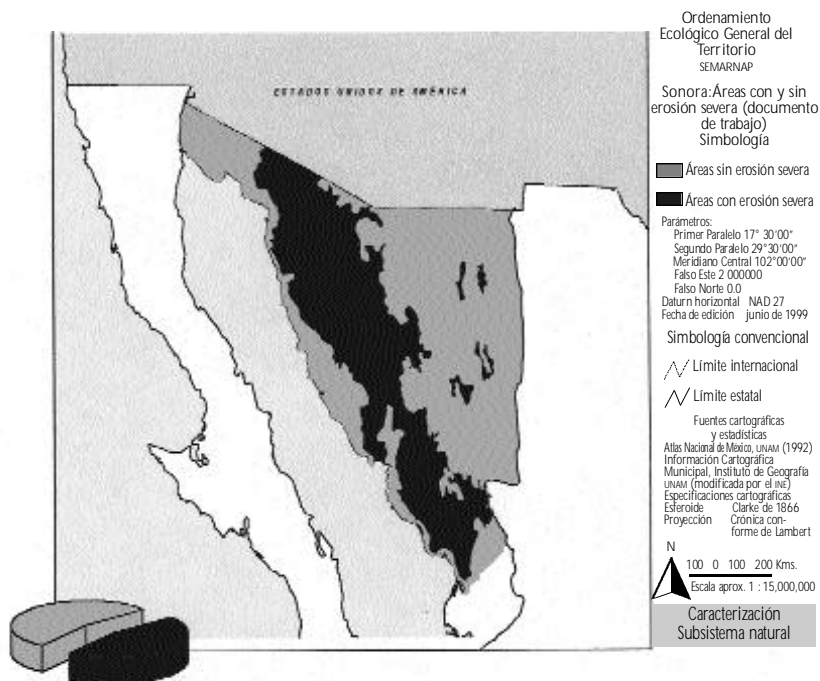 ESTADOS UNIDOS DE AMÉRICA
Ordenamiento
Ecológico General del
Territorio
SEMARNAP
Sonora:Áreas con y sin
erosión severa (documento
de trabajo)
Simbología
Áreas sin erosión severa
Áreas con erosión severa
Parámetros:
Primer Paralelo 17° 30'00"
Segundo Paralelo 29°30'00"
Meridiano Central 102°00'00"
Falso Este 2 000000
Falso Norte 0.0
Daturn horizontal NAD 27
Fecha de edición junio de 1999
Simbología convencional
Límite internacional
Límite estatal
Fuentes cartográficas
y estadísticas
Atlas Nacional de México, UNAM (1992)
Información Cartográfica
Municipal, Instituto de Geografía
UNAM (modificada por el INE)
Especificaciones cartográficas
Esferoide Clarke de 1866
Proyección Crónica con-
forme de Lambert
N
100 0 100 200 Kms.
Escala aprox. 1 : 15,000,000
Caracterización
Subsistema natural